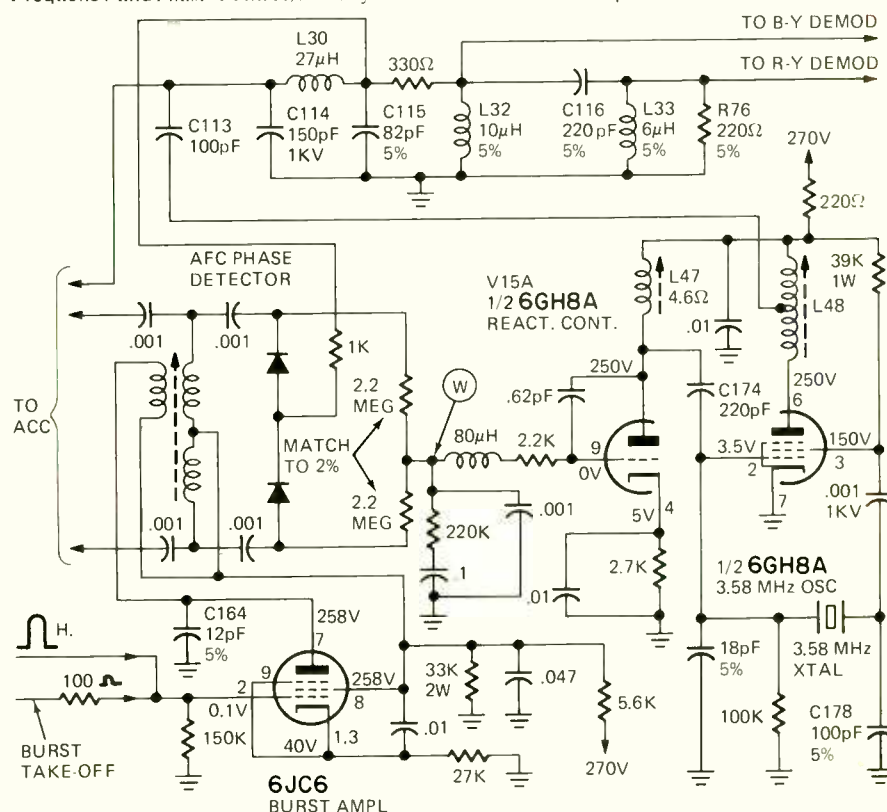 TO B-Y DEMOD
TO R-Y DEMOD
L30
27µH
330Ω
C113
100pF
C114
150pF
1KV
C115
82pF
5%
L32
10µH
5%
C116
220pF
5%
L33
6µH
5%
R76
220Ω
5%
270V
220Ω
AFC PHASE
DETECTOR
.001
.001
1K
TO
ACC
2.2
MEG
MATCH
TO 2%
2.2
MEG
.001
.001
W
80µH
2.2K
220K
1
.001
V15A
1/2 6GH8A
REACT. CONT.
L47
4.6Ω
.01
L48
39K
1W
250V
.62pF
9
0V
4
5V
2.7K
.01
C174
220pF
250V
6
3.5V
2
7
150V
3
.001
1KV
1/2 6GH8A
3.58 MHz OSC
3.58 MHz
XTAL
18pF
5%
100K
C178
100pF
5%
H.
C164
12pF
5%
258V
7
100
9
2
0.1V
258V
8
150K
40V
1.3
.01
33K
2W
.047
5.6K
270V
27K
BURST
TAKE-OFF
6JC6
BURST AMPL